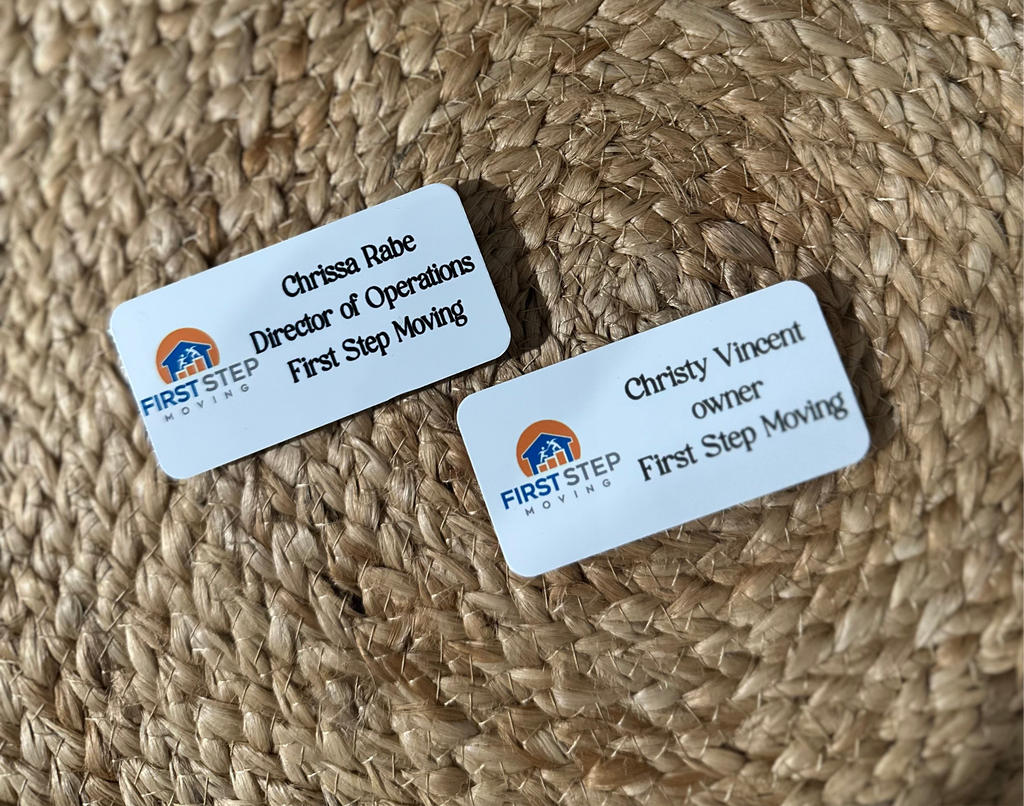 Chrissa Rabe
Director of Operations
First Step Moving
FIRST STEP
MOVING
Christy Vincent
owner
First Step Moving
FIRST STEP
MOVING